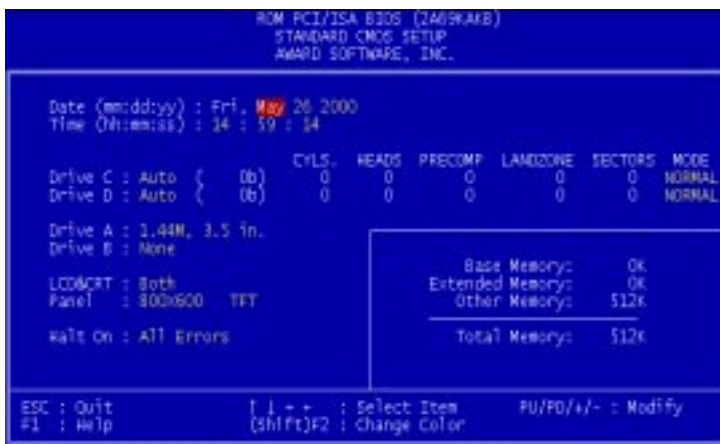 ROM PCI/ISA BIOS (2A69KAKB)
STANDARD CMOS SETUP
AWARD SOFTWARE, INC.
Date (mm:dd:yy) : Fri, May 26 2000
Time (hh:mm:ss) : 14 : 59 : 14
CYLS. HEADS PRECOMP LANDZONE SECTORS MODE
Drive C : Auto ( 0b) 0 0 0 0 0 NORMAL
Drive D : Auto ( 0b) 0 0 0 0 0 NORMAL
Drive A : 1.44M, 3.5 in.
Drive B : None
LCD&CRT : Both
Panel : 800x600 TFT
Halt On : All Errors
Base Memory: 0K
Extended Memory: 0K
Other Memory: 512K
Total Memory: 512K
ESC : Quit ↑ ↓ → ← : Select Item PU/PD/+/- : Modify
F1 : Help (Shift)F2 : Change Color